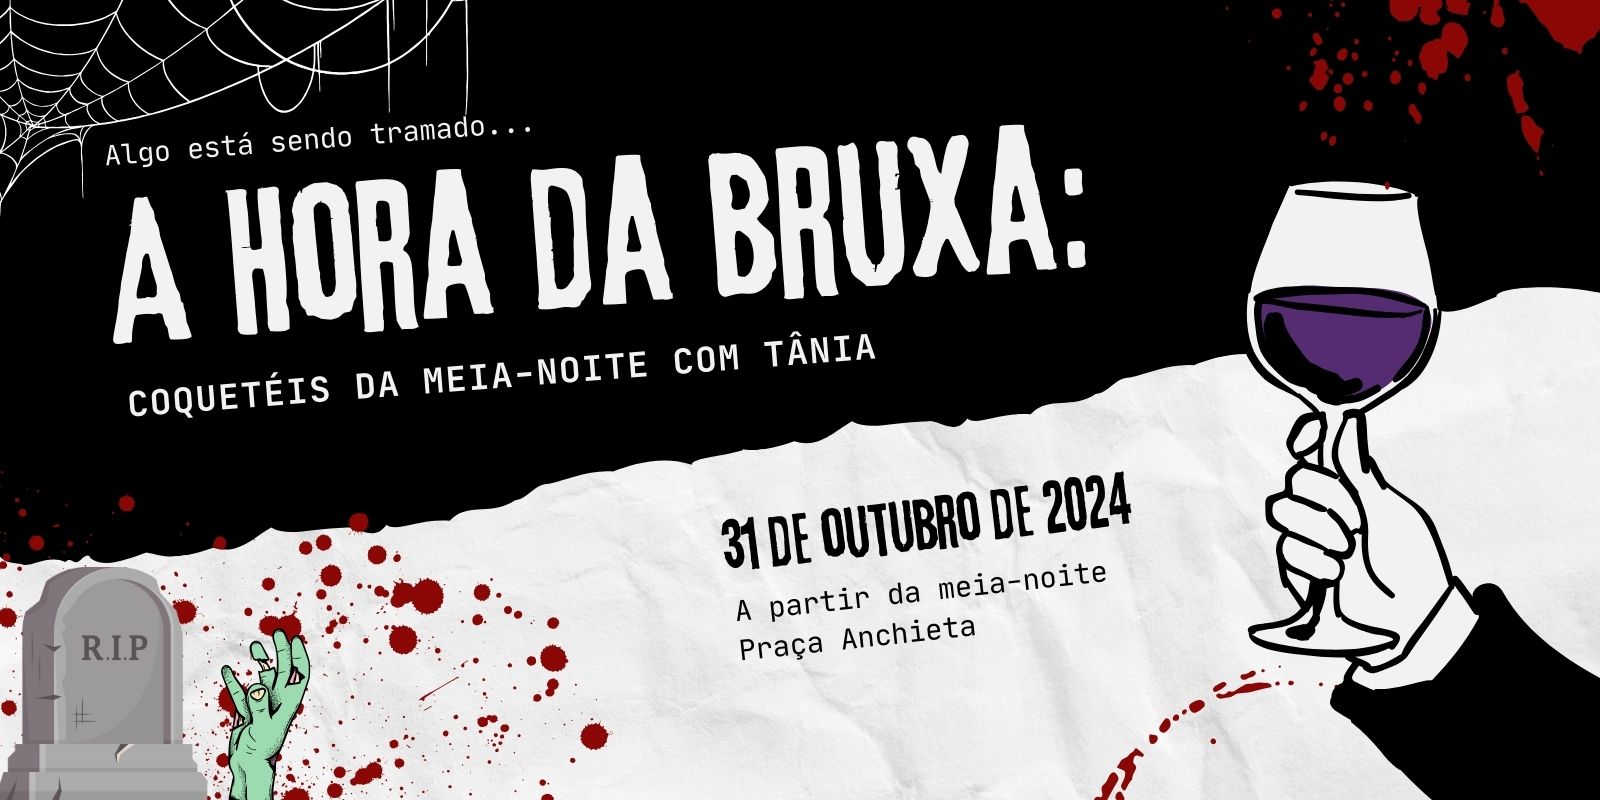 Algo está sendo tramado...
A HORA DA BRUXA:
COQUETÉIS DA MEIA-NOITE COM TÂNIA
31 DE OUTUBRO DE 2024
A partir da meia-noite
Praça Anchieta
R.I.P